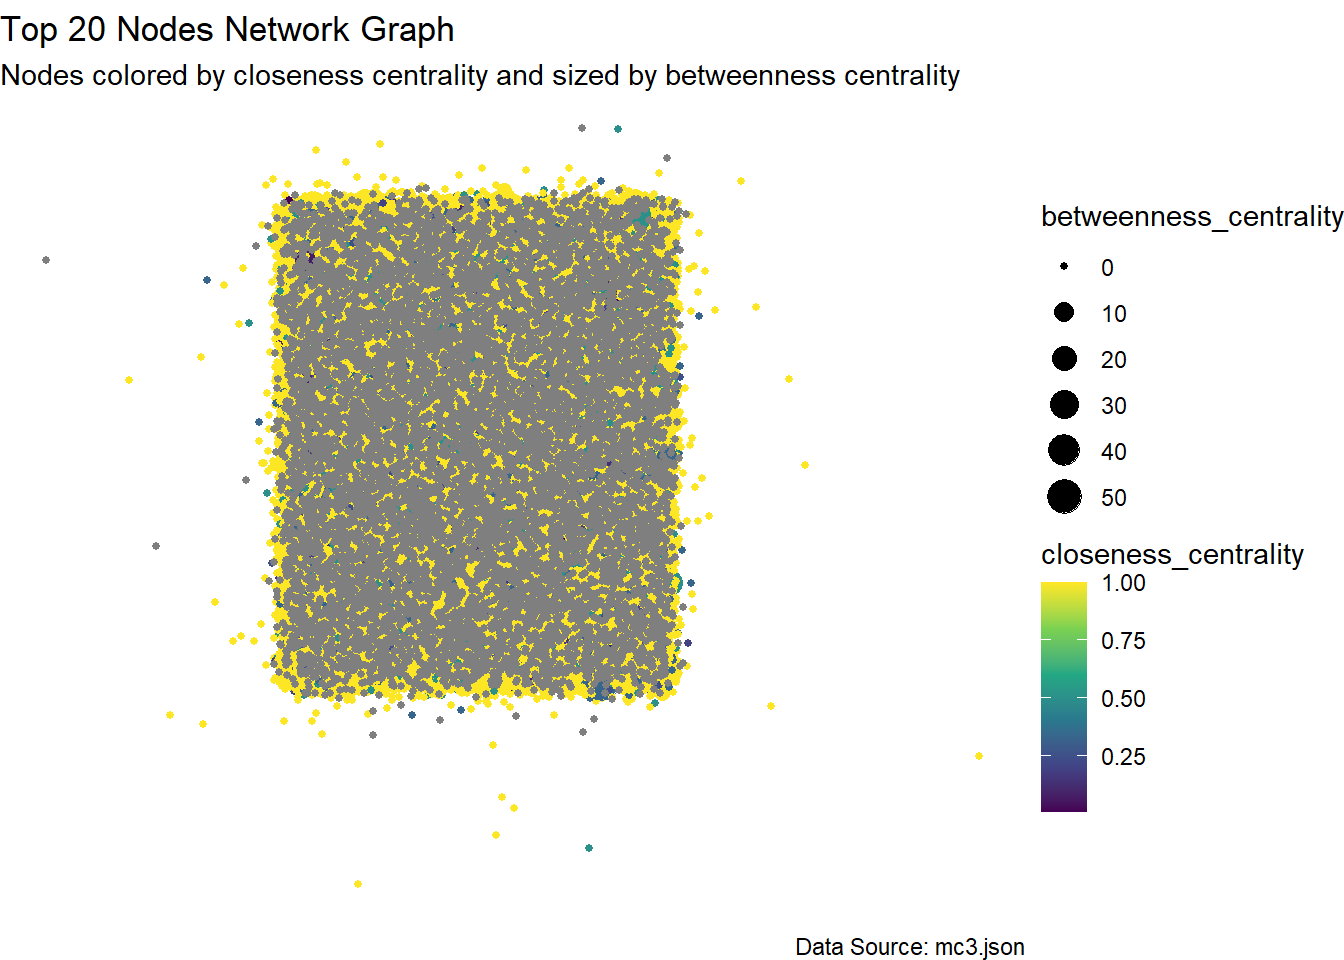 Top 20 Nodes Network Graph
Nodes colored by closeness centrality and sized by betweenness centrality
betweenness_centrality
0
10
20
30
40
50
closeness_centrality
1.00
0.75
0.50
0.25
Data Source: mc3.json